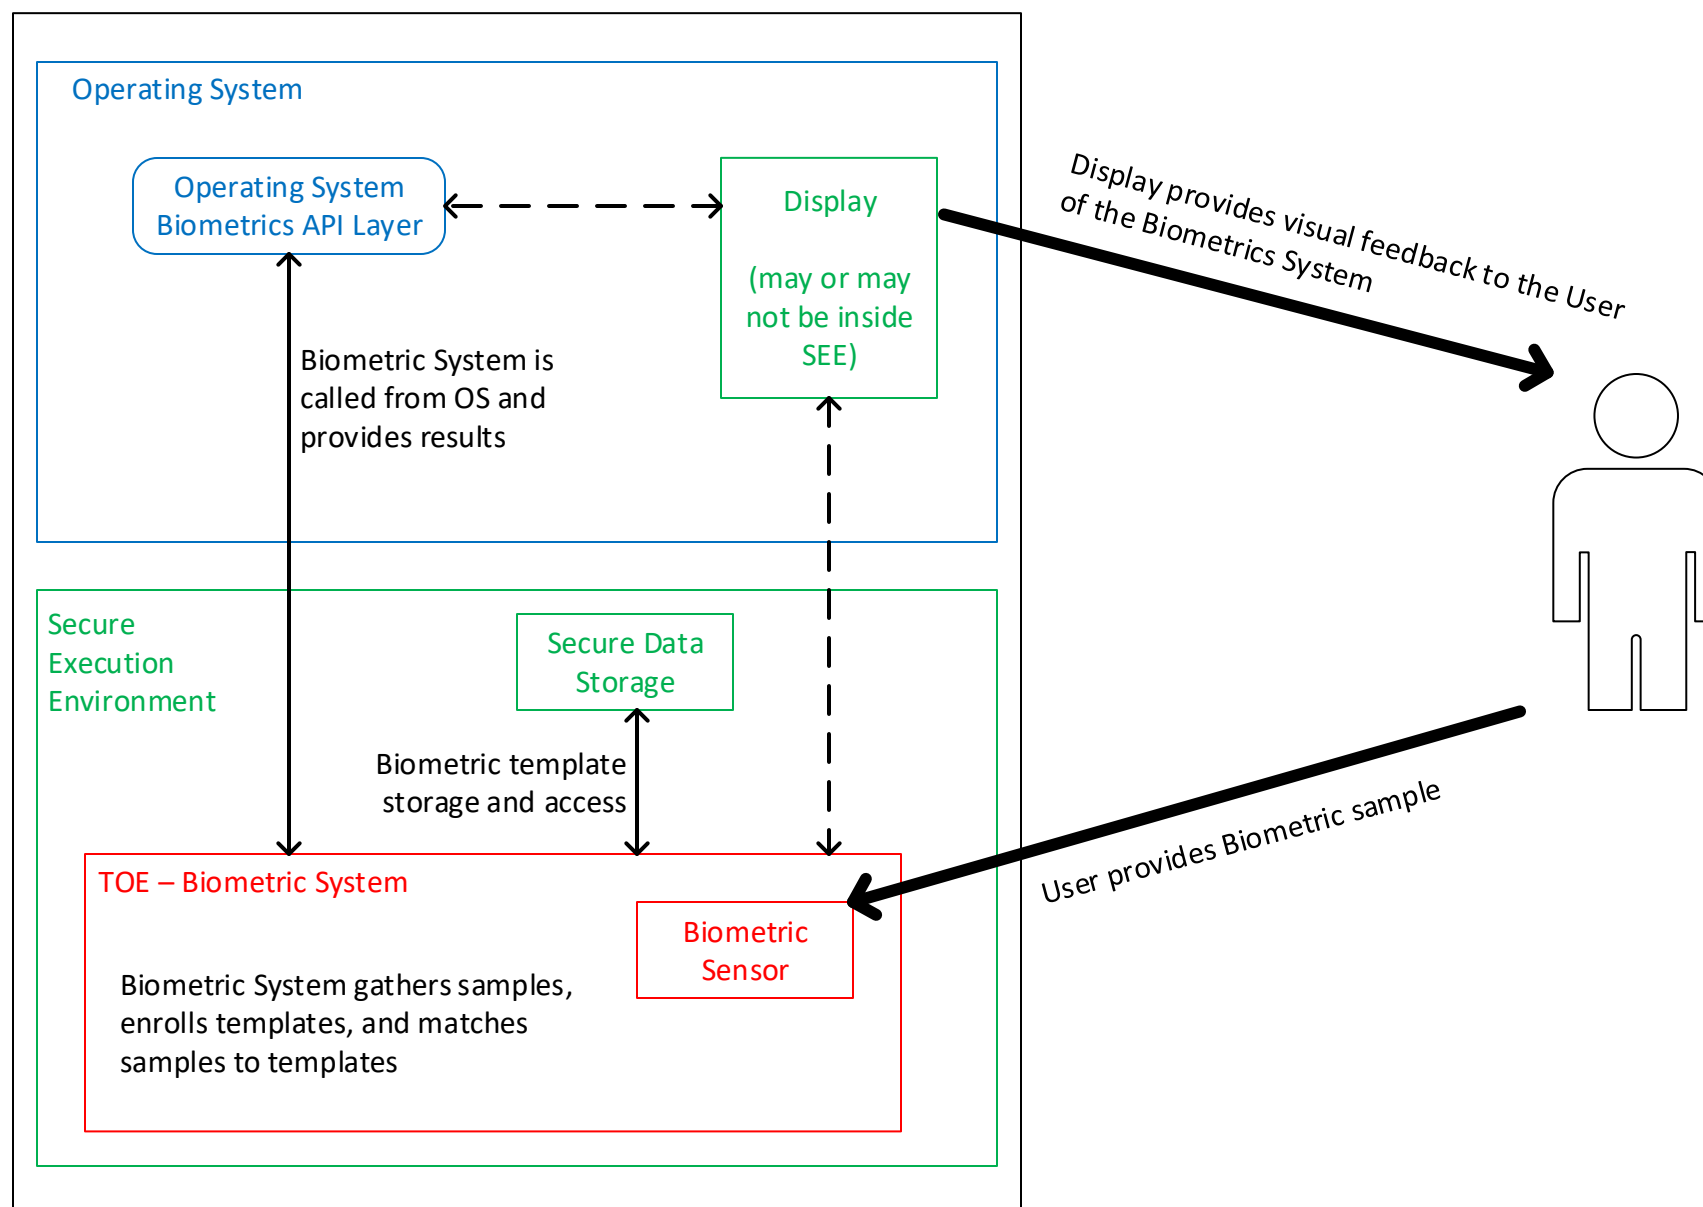 Operating System
Operating System
Biometrics API Layer
Display
(may or may
not be inside
SEE)
Display provides visual feedback to the User
of the Biometrics System
Biometric System is
called from OS and
provides results
Secure
Execution
Environment
Secure Data
Storage
Biometric template
storage and access
User provides Biometric sample
TOE – Biometric System
Biometric
Sensor
Biometric System gathers samples,
enrolls templates, and matches
samples to templates